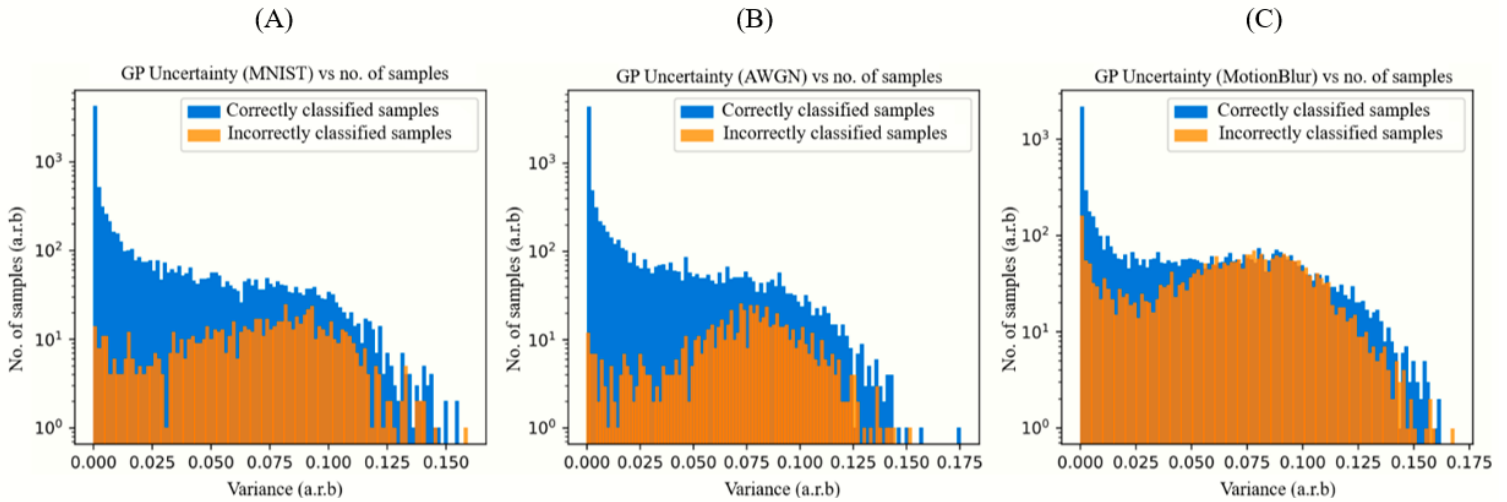 (A)
GP Uncertainty (MNIST) vs no. of samples
Correctly classified samples
Incorrectly classified samples
No. of samples (a.r.b)
10³
10²
10¹
10⁰
0.000 0.025 0.050 0.075 0.100 0.125 0.150
Variance (a.r.b)
(B)
GP Uncertainty (AWGN) vs no. of samples
Correctly classified samples
Incorrectly classified samples
No. of samples (a.r.b)
10³
10²
10¹
10⁰
0.000 0.025 0.050 0.075 0.100 0.125 0.150 0.175
Variance (a.r.b)
(C)
GP Uncertainty (MotionBlur) vs no. of samples
Correctly classified samples
Incorrectly classified samples
No. of samples (a.r.b)
10³
10²
10¹
10⁰
0.000 0.025 0.050 0.075 0.100 0.125 0.150 0.175
Variance (a.r.b)